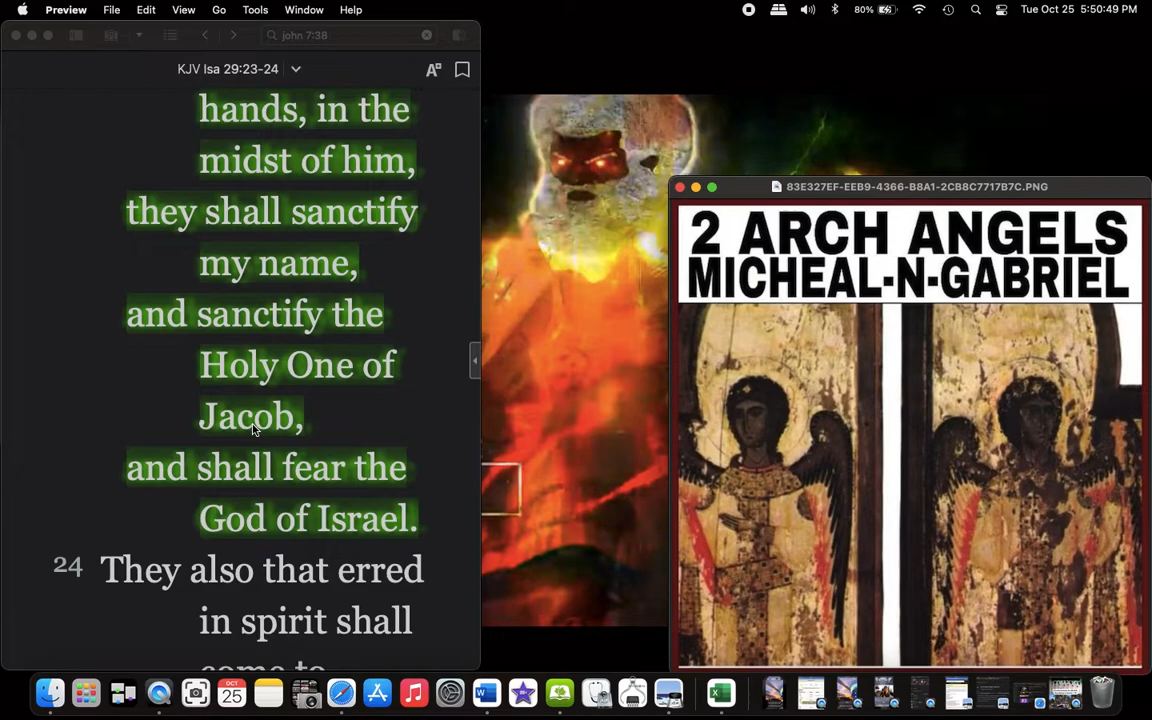 Preview File Edit View Go Tools Window Help 80% Tue Oct 25 5:50:49 PM
john 7:38
KJV Isa 29:23-24
hands, in the
midst of him,
they shall sanctify
my name,
and sanctify the
Holy One of
Jacob,
and shall fear the
God of Israel.
24 They also that erred
in spirit shall
come to
83E327EF-EEB9-4366-B8A1-2CB8C7717B7C.PNG
2 ARCH ANGELS
MICHEAL-N-GABRIEL
OCT
25